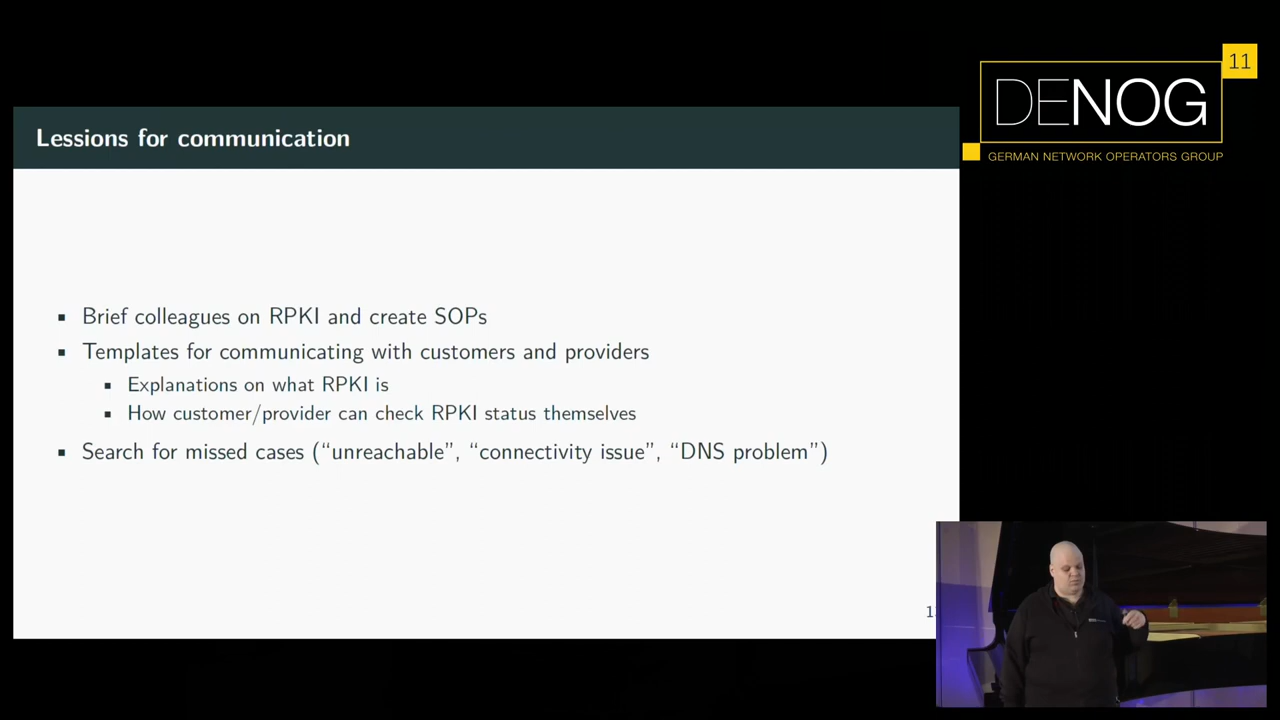 Lessions for communication
▪ Brief colleagues on RPKI and create SOPs
▪ Templates for communicating with customers and providers
▪ Explanations on what RPKI is
▪ How customer/provider can check RPKI status themselves
▪ Search for missed cases (“unreachable”, “connectivity issue”, “DNS problem”)
11
DENOG
GERMAN NETWORK OPERATORS GROUP